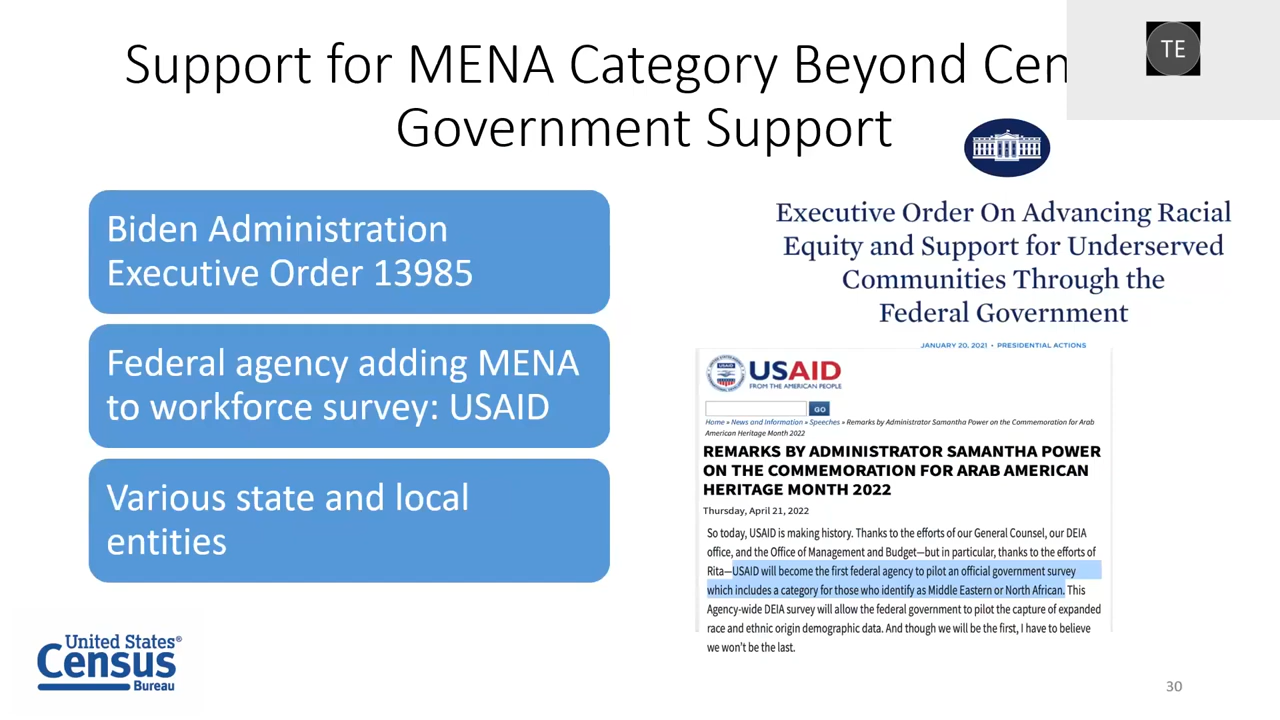 Support for MENA Category Beyond Cen
Government Support
TE
Biden Administration
Executive Order 13985
Federal agency adding MENA
to workforce survey: USAID
Various state and local
entities
Executive Order On Advancing Racial
Equity and Support for Underserved
Communities Through the
Federal Government
JANUARY 20, 2021 • PRESIDENTIAL ACTIONS
USAID
USAID
FROM THE AMERICAN PEOPLE
GO
Home » News and Information » Speeches » Remarks by Administrator Samantha Power on the Commemoration for Arab
American Heritage Month 2022
REMARKS BY ADMINISTRATOR SAMANTHA POWER
ON THE COMMEMORATION FOR ARAB AMERICAN
HERITAGE MONTH 2022
Thursday, April 21, 2022
So today, USAID is making history. Thanks to the efforts of our General Counsel, our DEIA
office, and the Office of Management and Budget—but in particular, thanks to the efforts of
Rita—USAID will become the first federal agency to pilot an official government survey
which includes a category for those who identify as Middle Eastern or North African. This
Agency-wide DEIA survey will allow the federal government to pilot the capture of expanded
race and ethnic origin demographic data. And though we will be the first, I have to believe
we won't be the last.
United States®
Census
Bureau
30